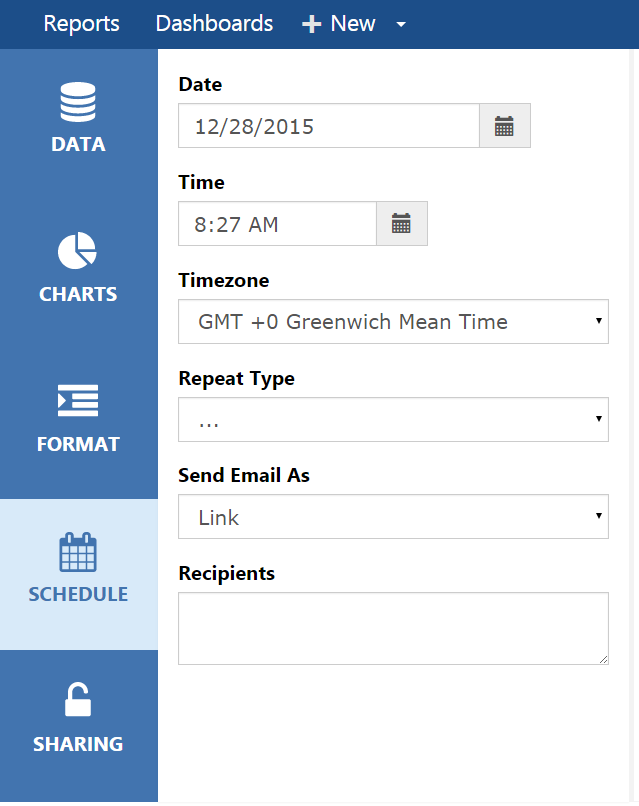 Reports Dashboards + New
DATA
CHARTS
FORMAT
SCHEDULE
SHARING
Date
12/28/2015
Time
8:27 AM
Timezone
GMT +0 Greenwich Mean Time
Repeat Type
...
Send Email As
Link
Recipients